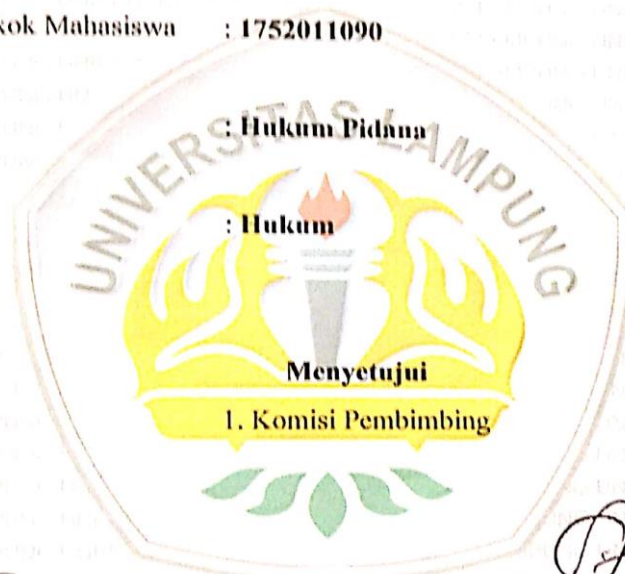 kok Mahasiswa : 1752011090
: Hukum Pidana
: Hukum
UNIVERSITAS LAMPUNG
Menyetujui
1. Komisi Pembimbing